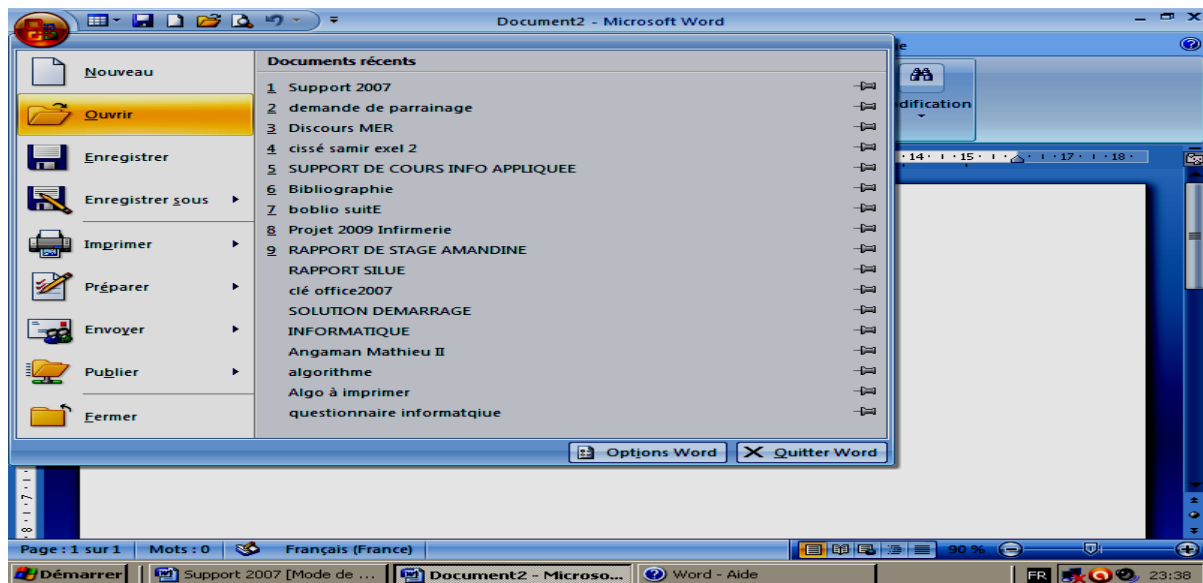 Document2 - Microsoft Word
Nouveau
Ouvrir
Enregistrer
Enregistrer sous
Imprimer
Préparer
Envoyer
Publier
Fermer
Documents récents
1 Support 2007
2 demande de parrainage
3 Discours MER
4 cissé samir exel 2
5 SUPPORT DE COURS INFO APPLIQUEE
6 Bibliographie
7 boblio suitE
8 Projet 2009 Infirmerie
9 RAPPORT DE STAGE AMANDINE
RAPPORT SILUE
clé office2007
SOLUTION DEMARRAGE
INFORMATIQUE
Angaman Mathieu II
algorithme
Algo à imprimer
questionnaire informatqiue
Options Word
Quitter Word
dification
14 15 17 18
7
8
Page : 1 sur 1 Mots : 0 Français (France) 90 %
Démarrer Support 2007 [Mode de ... Document2 - Microso... Word - Aide FR 23:38